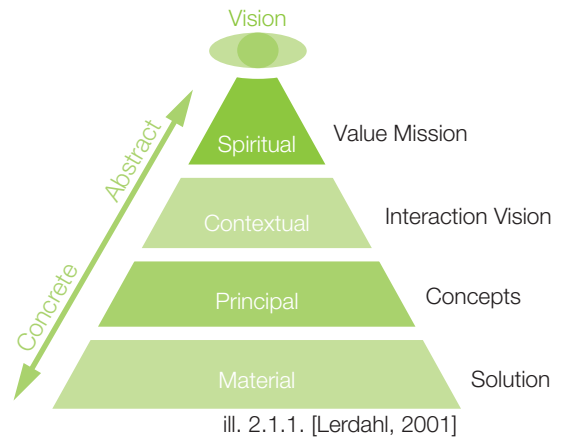 Vision
Abstract
Concrete
Spiritual
Value Mission
Contextual
Interaction Vision
Principal
Concepts
Material
Solution
ill. 2.1.1. [Lerdahl, 2001]